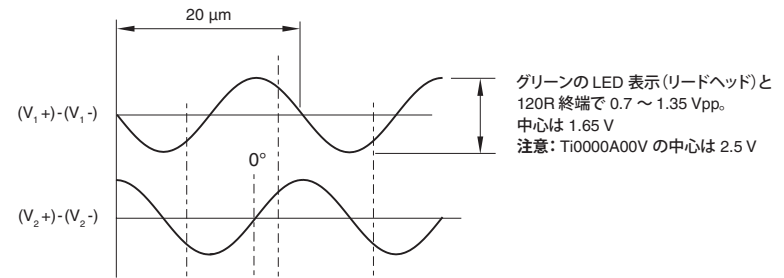 20 µm
(V1+)-(V1-)
グリーンの LED 表示（リードヘッド）と
120R 終端で 0.7 ～ 1.35 Vpp。
中心は 1.65 V
注意： Ti0000A00V の中心は 2.5 V
0°
(V2+)-(V2-)